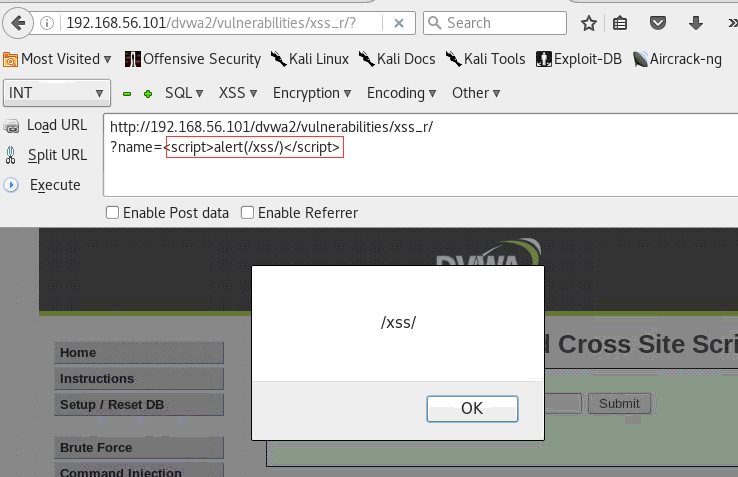 192.168.56.101/dvwa2/vulnerabilities/xss_r/?
Search
Most Visited Offensive Security Kali Linux Kali Docs Kali Tools Exploit-DB Aircrack-ng
INT SQL XSS Encryption Encoding Other
Load URL
Split URL
Execute
http://192.168.56.101/dvwa2/vulnerabilities/xss_r/
?name=<script>alert(/xss/)</script>
Enable Post data Enable Referrer
DVWA
/xss/
OK
d Cross Site Scri
Submit
Home
Instructions
Setup / Reset DB
Brute Force
Command Injection